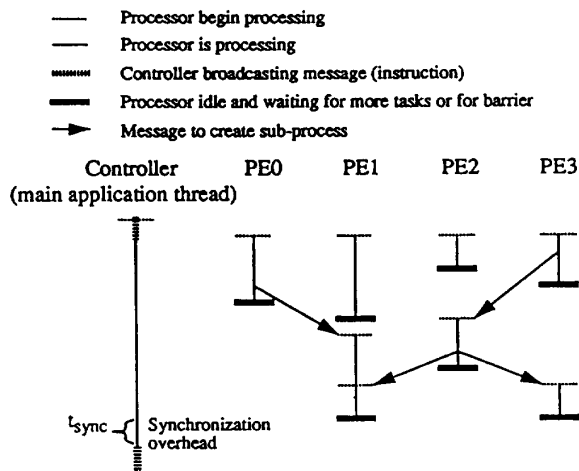 Processor begin processing
Processor is processing
Controller broadcasting message (instruction)
Processor idle and waiting for more tasks or for barrier
Message to create sub-process
Controller PE0 PE1 PE2 PE3
(main application thread)
tsync Synchronization
overhead